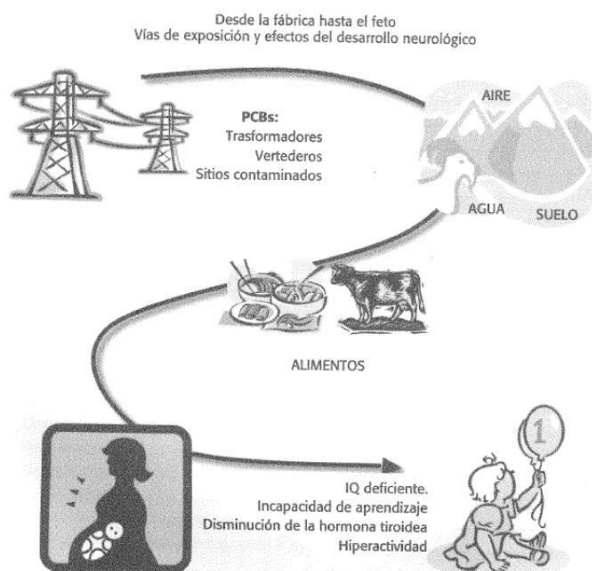 Desde la fábrica hasta el feto
Vías de exposición y efectos del desarrollo neurológico
PCBs:
Trasformadores
Vertederos
Sitios contaminados
AIRE
AGUA
SUELO
ALIMENTOS
IQ deficiente.
Incapacidad de aprendizaje
Disminución de la hormona tiroidea
Hiperactividad
1